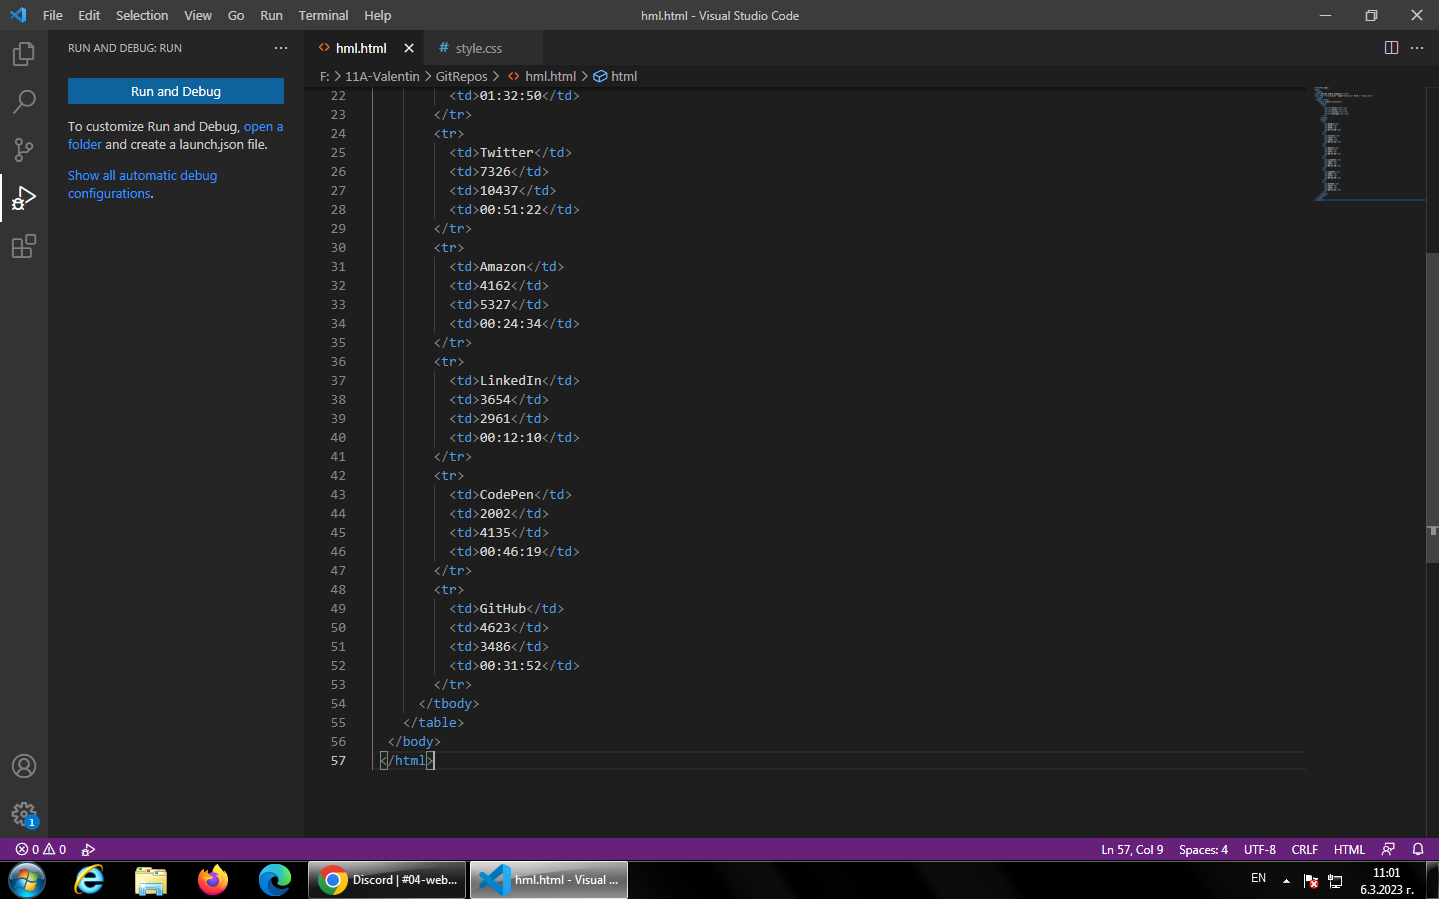 File Edit Selection View Go Run Terminal Help
hml.html - Visual Studio Code
RUN AND DEBUG: RUN
Run and Debug
To customize Run and Debug, open a
folder and create a launch.json file.
Show all automatic debug
configurations.
hml.html
# style.css
F: > 11A-Valentin > GitRepos > hml.html > html
22 <td>01:32:50</td>
23 </tr>
24 <tr>
25 <td>Twitter</td>
26 <td>7326</td>
27 <td>10437</td>
28 <td>00:51:22</td>
29 </tr>
30 <tr>
31 <td>Amazon</td>
32 <td>4162</td>
33 <td>5327</td>
34 <td>00:24:34</td>
35 </tr>
36 <tr>
37 <td>LinkedIn</td>
38 <td>3654</td>
39 <td>2961</td>
40 <td>00:12:10</td>
41 </tr>
42 <tr>
43 <td>CodePen</td>
44 <td>2002</td>
45 <td>4135</td>
46 <td>00:46:19</td>
47 </tr>
48 <tr>
49 <td>GitHub</td>
50 <td>4623</td>
51 <td>3486</td>
52 <td>00:31:52</td>
53 </tr>
54 </tbody>
55 </table>
56 </body>
57 </html>
1
0 0
Ln 57, Col 9 Spaces: 4 UTF-8 CRLF HTML
Discord | #04-web...
hml.html - Visual ...
EN
11:01
6.3.2023 г.